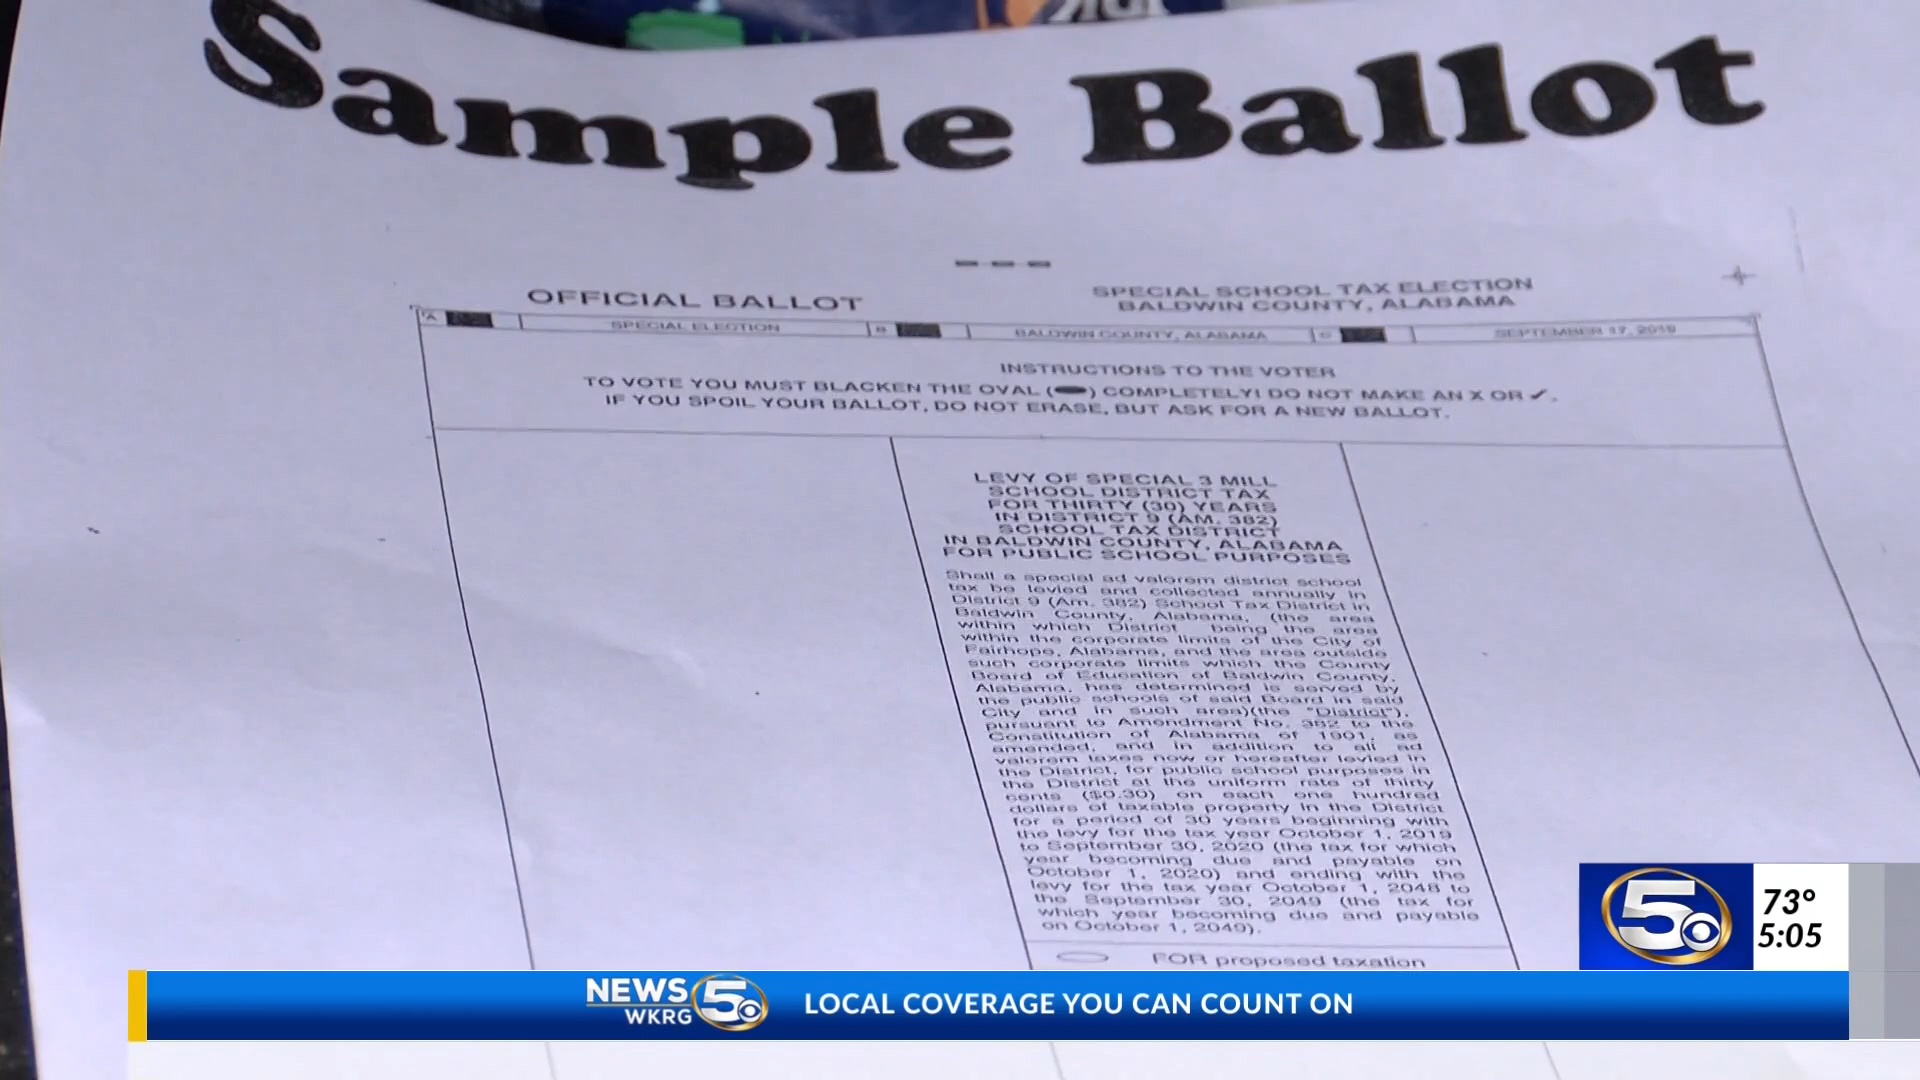 Sample Ballot
OFFICIAL BALLOT
SPECIAL SCHOOL TAX ELECTION
BALDWIN COUNTY, ALABAMA
A SPECIAL ELECTION B BALDWIN COUNTY, ALABAMA C SEPTEMBER 17, 2019
INSTRUCTIONS TO THE VOTER
TO VOTE YOU MUST BLACKEN THE OVAL ( ) COMPLETELY! DO NOT MAKE AN X OR ✓.
IF YOU SPOIL YOUR BALLOT, DO NOT ERASE, BUT ASK FOR A NEW BALLOT.
LEVY OF SPECIAL 3 MILL
SCHOOL DISTRICT TAX
FOR THIRTY (30) YEARS
IN DISTRICT 9 (AM. 382)
SCHOOL TAX DISTRICT
IN BALDWIN COUNTY, ALABAMA
FOR PUBLIC SCHOOL PURPOSES
Shall a special ad valorem district school
tax be levied and collected annually in
District 9 (Am. 382) School Tax District in
Baldwin County, Alabama, (the area
within which District being the area
within the corporate limits of the City of
Fairhope, Alabama, and the area outside
such corporate limits which the County
Board of Education of Baldwin County,
Alabama, has determined is served by
the public schools of said Board in said
City and in such area)(the "District"),
pursuant to Amendment No. 382 to the
Constitution of Alabama of 1901, as
amended, and in addition to all ad
valorem taxes now or hereafter levied in
the District, for public school purposes in
the District at the uniform rate of thirty
cents ($0.30) on each one hundred
dollars of taxable property in the District
for a period of 30 years beginning with
the levy for the tax year October 1, 2019
to September 30, 2020 (the tax for which
year becoming due and payable on
October 1, 2020) and ending with the
levy for the tax year October 1, 2048 to
the September 30, 2049 (the tax for
which year becoming due and payable
on October 1, 2049).
FOR proposed taxation
5
73°
5:05
NEWS 5
WKRG
LOCAL COVERAGE YOU CAN COUNT ON